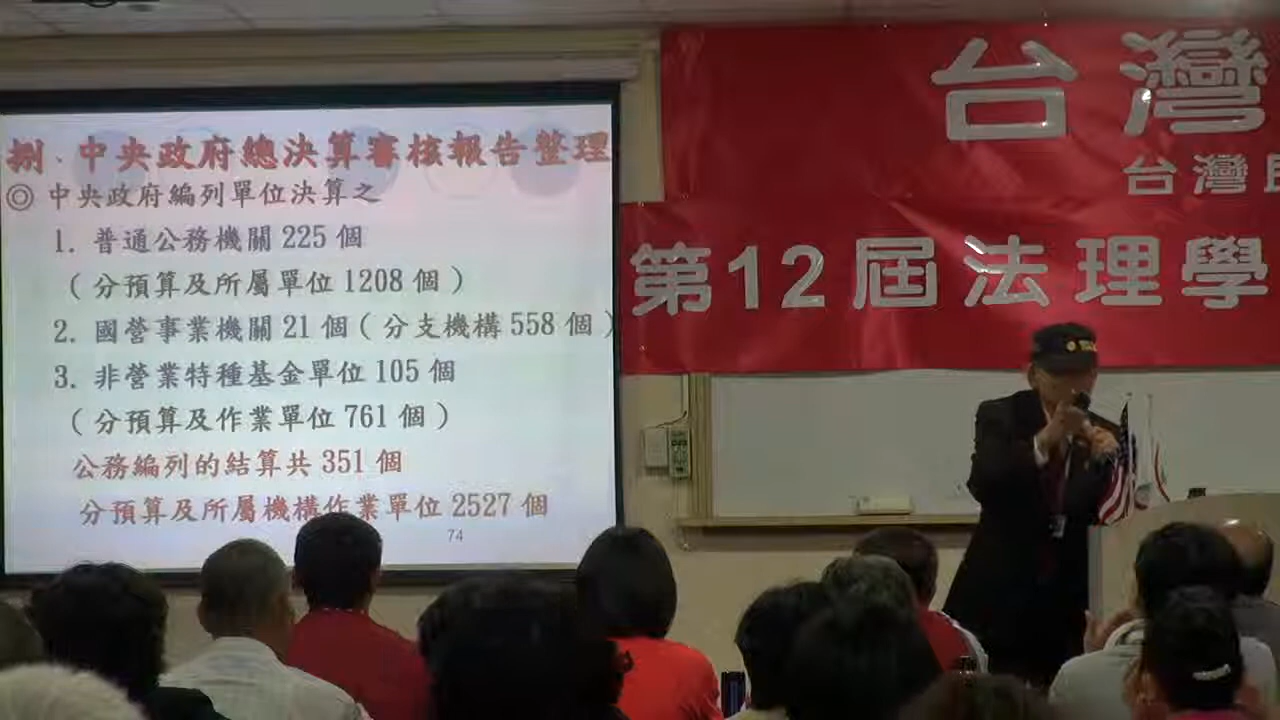 捌、中央政府總決算審核報告整理
◎ 中央政府編列單位決算之
1. 普通公務機關 225 個
(分預算及所屬單位 1208 個)
2. 國營事業機關 21 個(分支機構 558 個)
3. 非營業特種基金單位 105 個
(分預算及作業單位 761 個)
公務編列的結算共 351 個
分預算及所屬機構作業單位 2527 個
74
台灣
台灣
第12屆法理學